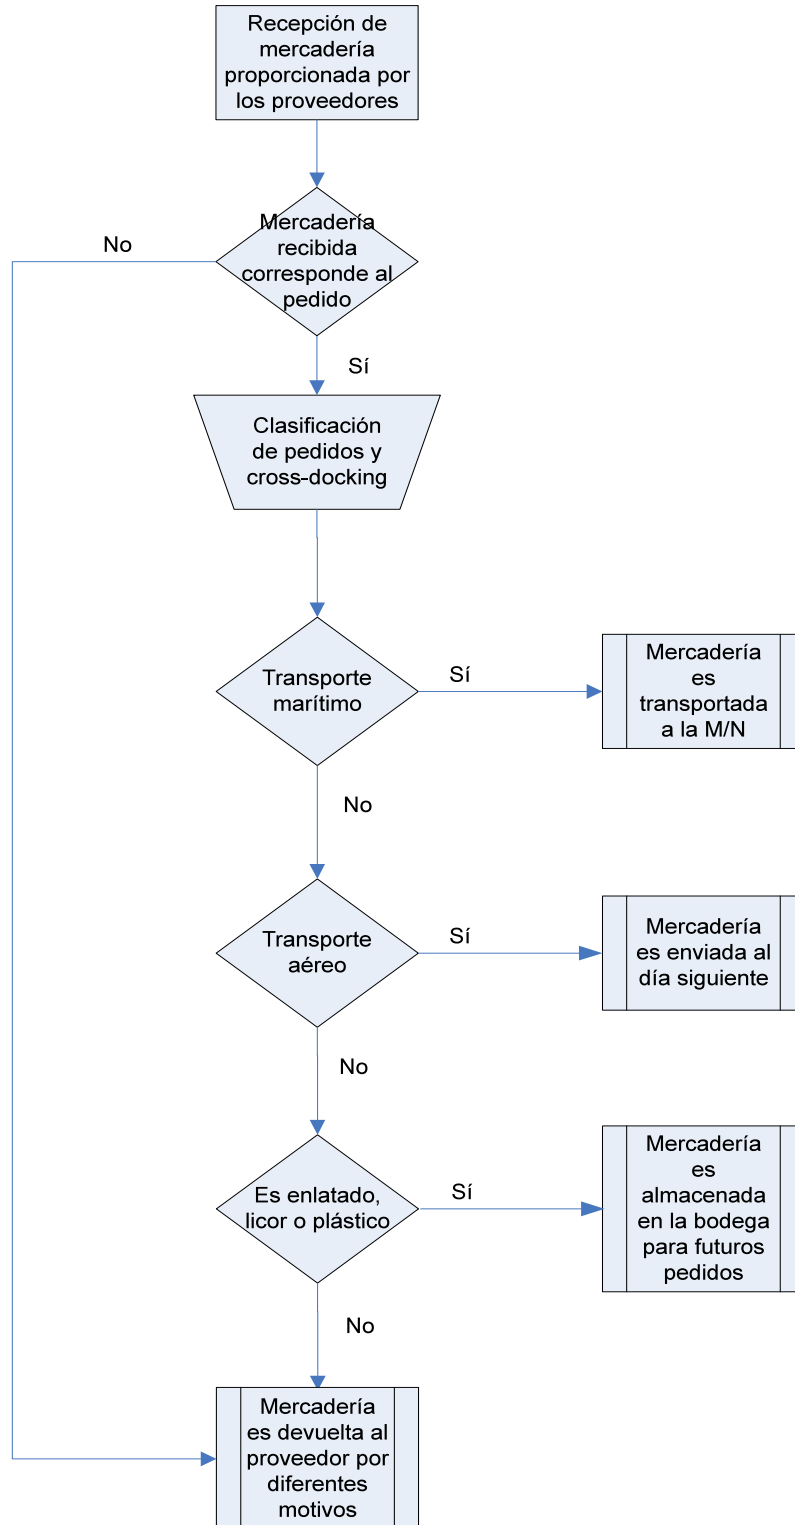 Recepción de
mercadería
proporcionada por
los proveedores
Mercadería
recibida
corresponde al
pedido
No
Sí
Clasificación
de pedidos y
cross-docking
Transporte
marítimo
Sí
Mercadería
es
transportada
a la M/N
No
Transporte
aéreo
Sí
Mercadería
es enviada al
día siguiente
No
Es enlatado,
licor o plástico
Sí
Mercadería
es
almacenada
en la bodega
para futuros
pedidos
No
Mercadería
es devuelta al
proveedor por
diferentes
motivos